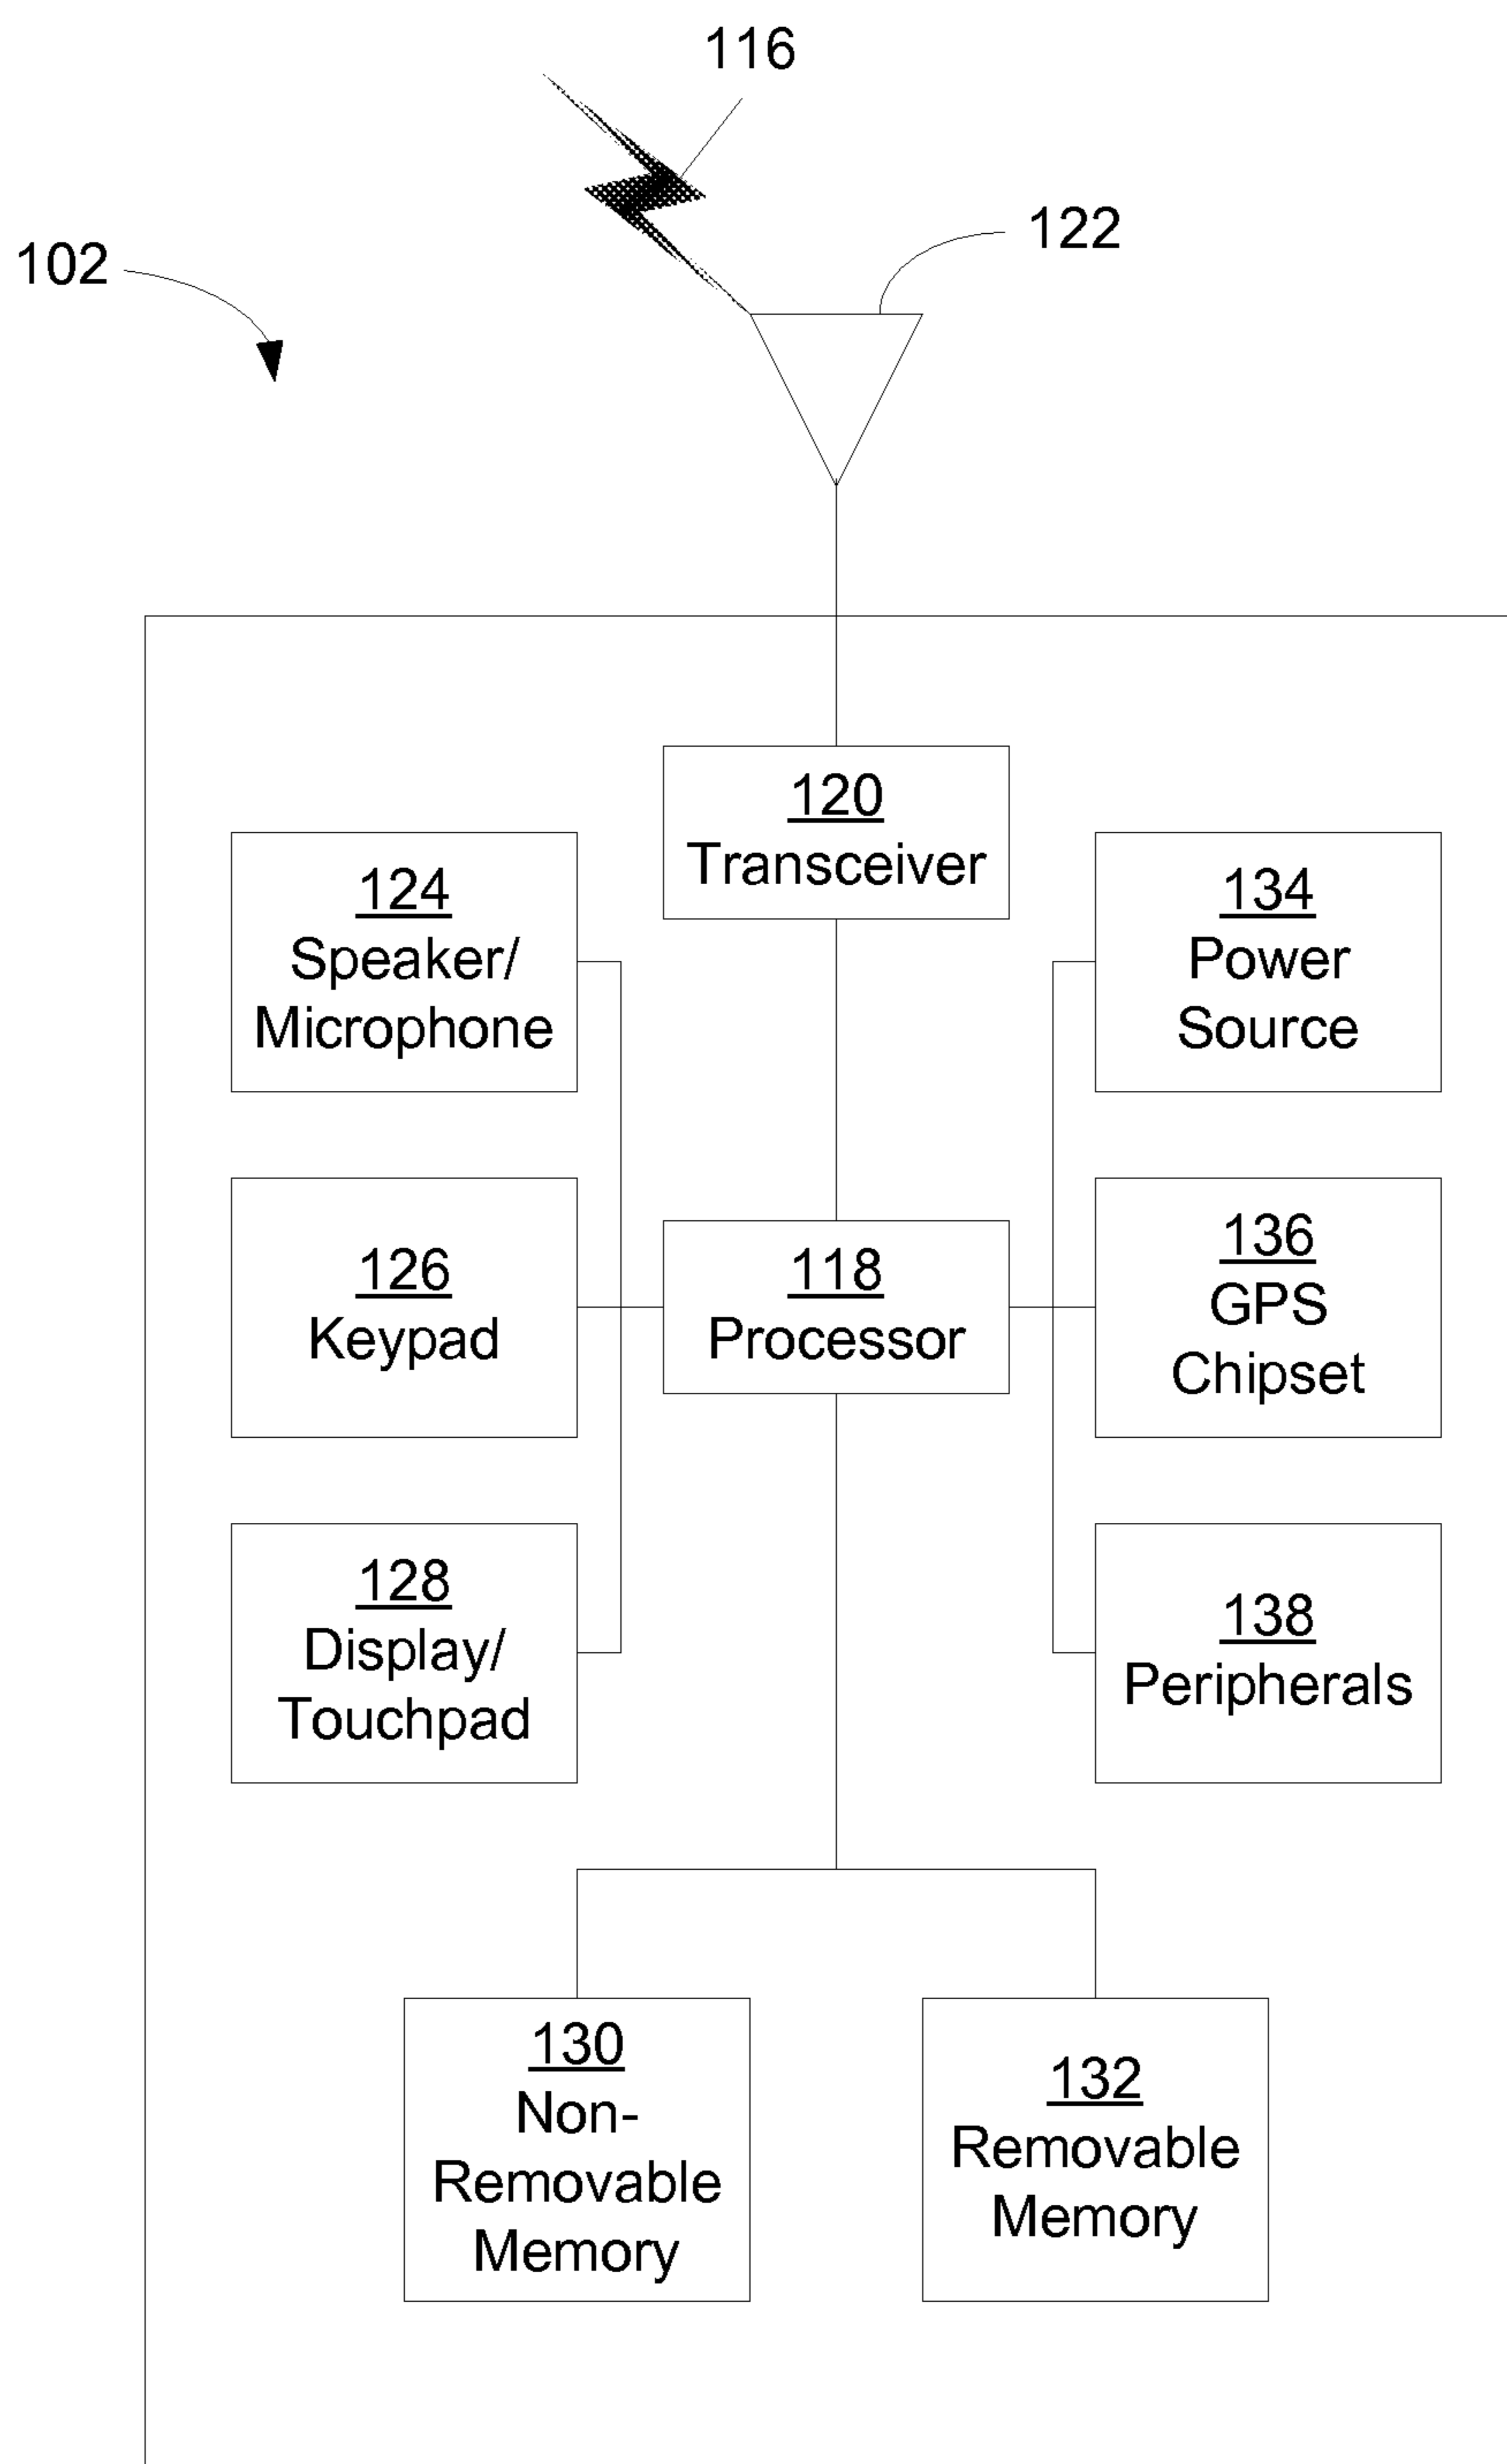 116
122
102
120
Transceiver
124
Speaker/
Microphone
134
Power
Source
126
Keypad
118
Processor
136
GPS
Chipset
128
Display/
Touchpad
138
Peripherals
130
Non-
Removable
Memory
132
Removable
Memory